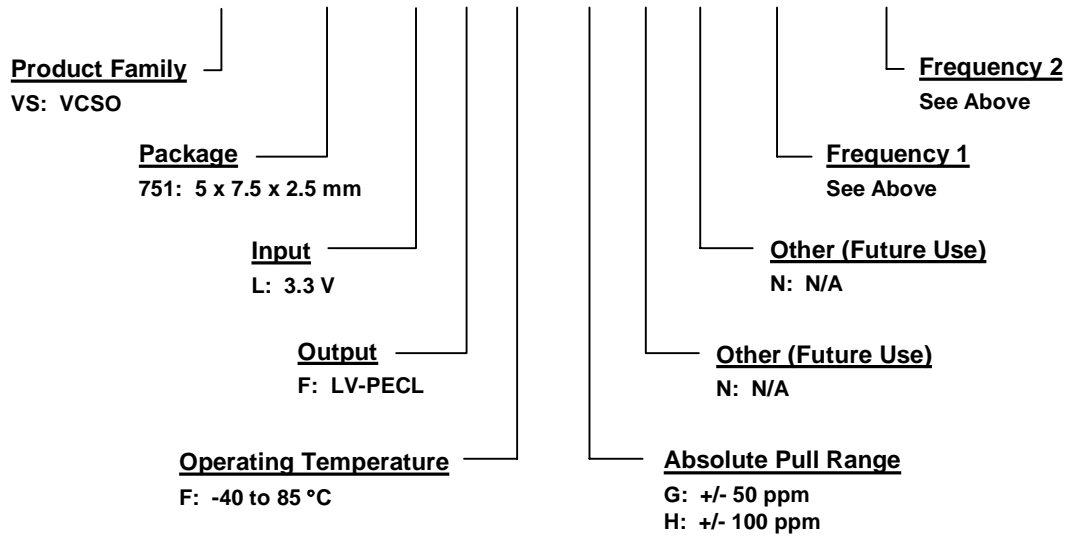 Product Family
VS: VCSO
Frequency 2
See Above
Package
751: 5 x 7.5 x 2.5 mm
Frequency 1
See Above
Input
L: 3.3 V
Other (Future Use)
N: N/A
Output
F: LV-PECL
Other (Future Use)
N: N/A
Operating Temperature
F: -40 to 85 °C
Absolute Pull Range
G: +/- 50 ppm
H: +/- 100 ppm